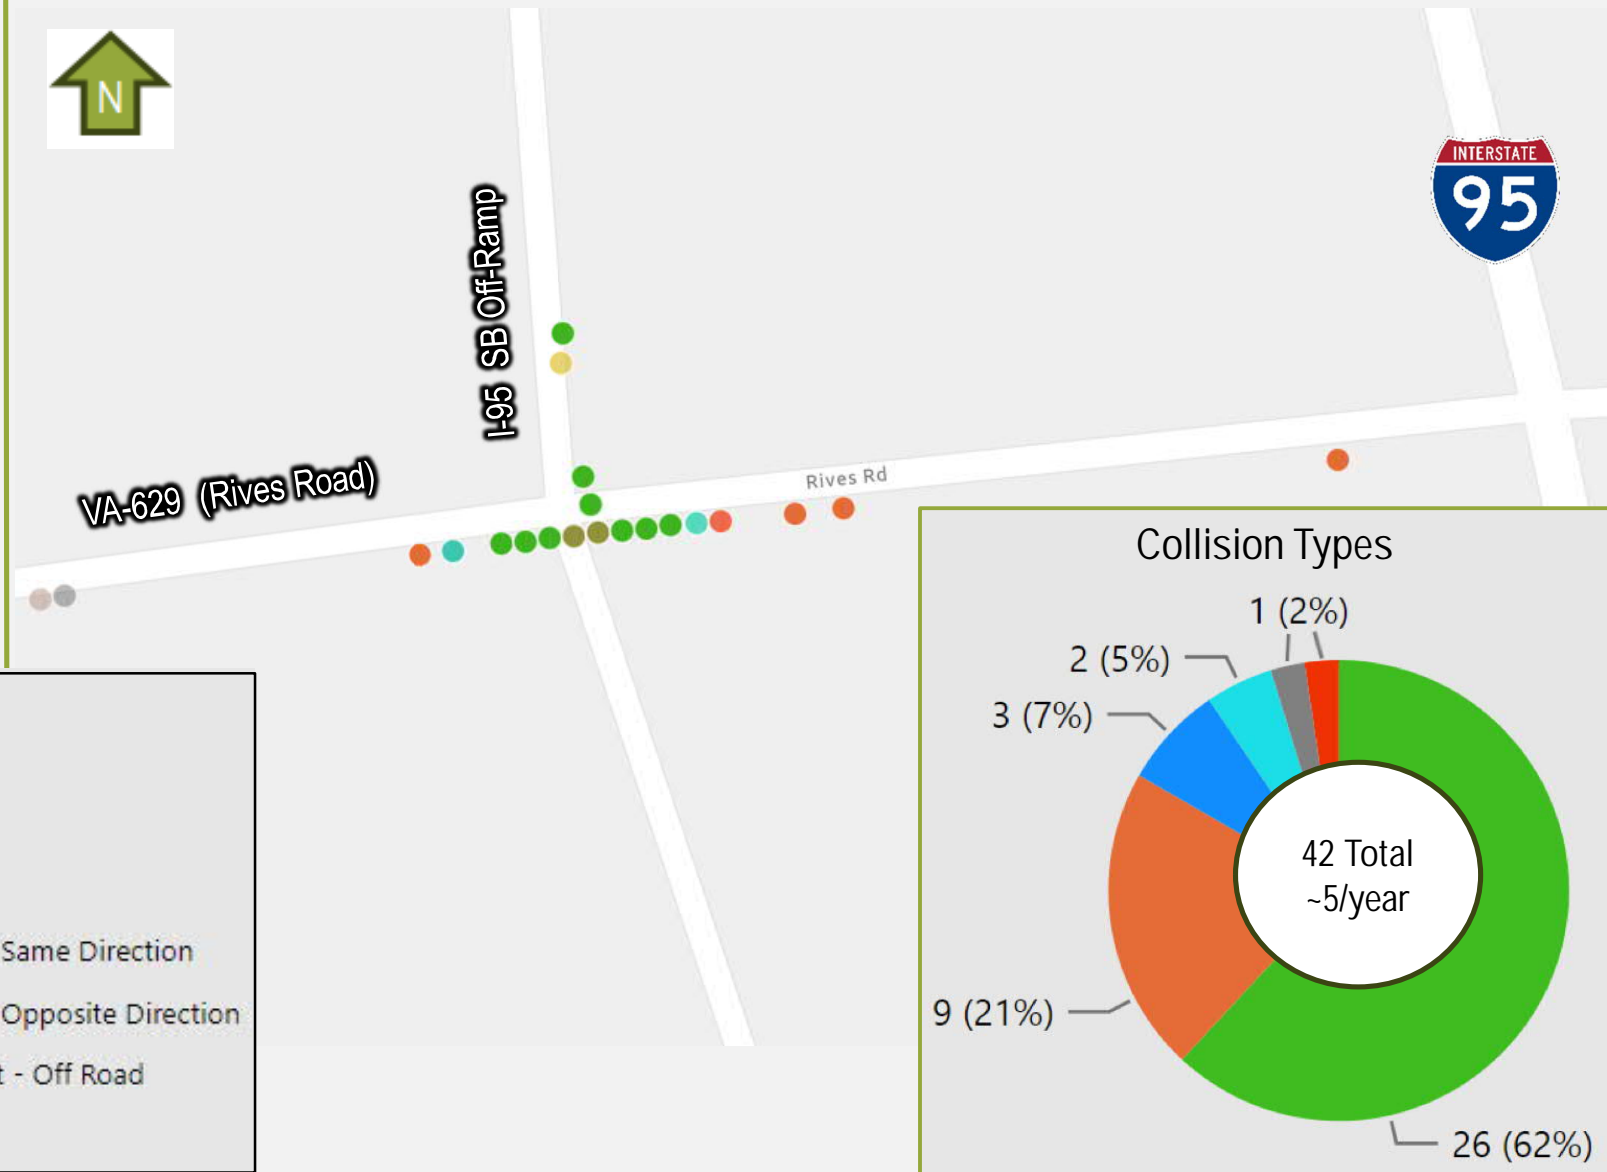 N
INTERSTATE
95
I-95 SB Off-Ramp
VA-629 (Rives Road)
Rives Rd
Same Direction
Opposite Direction
- Off Road
Collision Types
1 (2%)
2 (5%)
3 (7%)
9 (21%)
26 (62%)
42 Total
~5/year